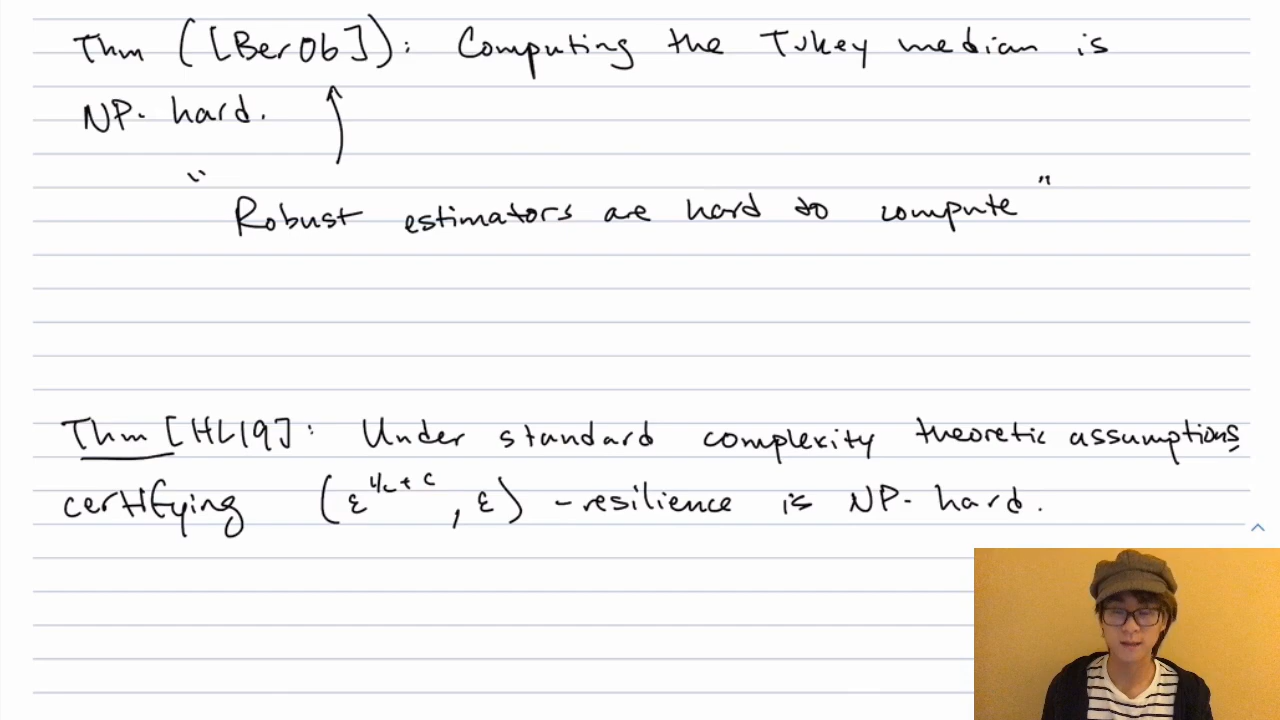 Thm ([Ber06]): Computing the Tukey median is
NP-hard.
"Robust estimators are hard to compute"
Thm [HL19]: Under standard complexity theoretic assumptions,
certifying (ε^{1/2 + c}, ε) - resilience is NP-hard.